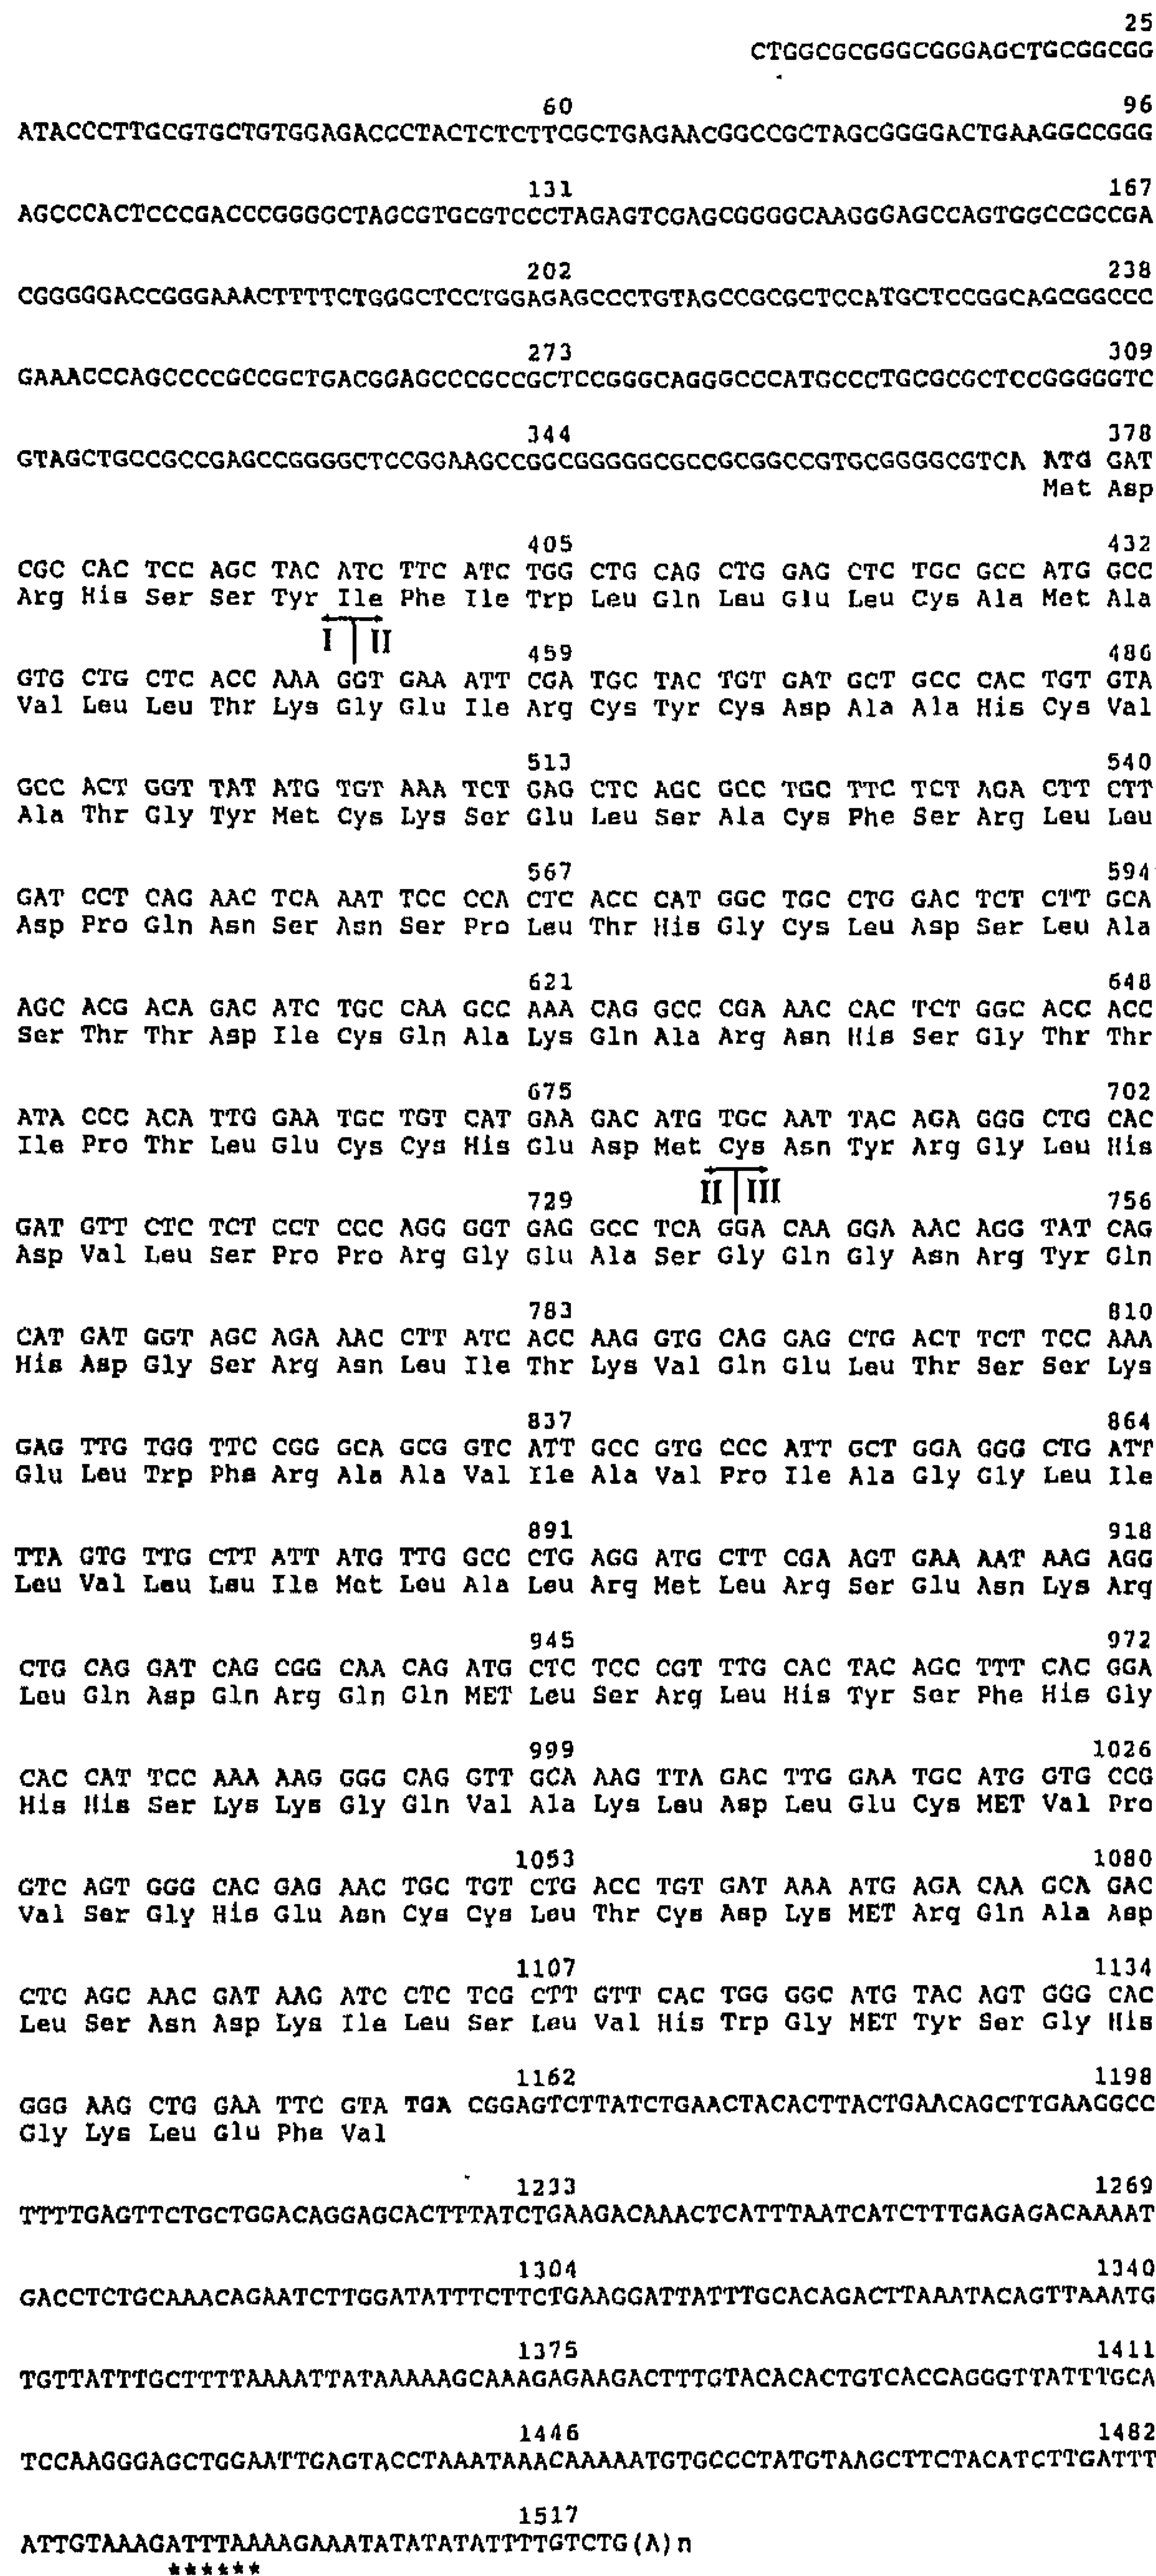 25
CTGGCGCGGGCGGGAGCTGCGGCGG
60 96
ATACCCTTGCGTGCTGTGGAGACCCTACTCTCTTCGCTGAGAACGGCCGCTAGCGGGGACTGAAGGCCGGG
131 167
AGCCCACTCCCGACCCGGGGCTAGCGTGCGTCCCTAGAGTCGAGCGGGGCAAGGGAGCCAGTGGCCGCCGA
202 238
CGGGGGACCGGGAAACTTTTCTGGGCTCCTGGAGAGCCCTGTAGCCGCGCTCCATGCTCCGGCAGCGGCCC
273 309
GAAACCCAGCCCCGCCGCTGACGGAGCCCGCCGCTCCGGGCAGGGCCCATGCCCTGCGCGCTCCGGGGGTC
344 378
GTAGCTGCCGCCGAGCCGGGGCTCCGGAAGCCGGCGGGGGCGCCGCGGCCGTGCGGGGCGTCA ATG GAT
Met Asp
405 432
CGC CAC TCC AGC TAC ATC TTC ATC TGG CTG CAG CTG GAG CTC TGC GCC ATG GCC
Arg His Ser Ser Tyr Ile Phe Ile Trp Leu Gln Leu Glu Leu Cys Ala Met Ala
I II
459 486
GTG CTG CTC ACC AAA GGT GAA ATT CGA TGC TAC TGT GAT GCT GCC CAC TGT GTA
Val Leu Leu Thr Lys Gly Glu Ile Arg Cys Tyr Cys Asp Ala Ala His Cys Val
513 540
GCC ACT GGT TAT ATG TGT AAA TCT GAG CTC AGC GCC TGC TTC TCT AGA CTT CTT
Ala Thr Gly Tyr Met Cys Lys Ser Glu Leu Ser Ala Cys Phe Ser Arg Leu Leu
567 594
GAT CCT CAG AAC TCA AAT TCC CCA CTC ACC CAT GGC TGC CTG GAC TCT CTT GCA
Asp Pro Gln Asn Ser Asn Ser Pro Leu Thr His Gly Cys Leu Asp Ser Leu Ala
621 648
AGC ACG ACA GAC ATC TGC CAA GCC AAA CAG GCC CGA AAC CAC TCT GGC ACC ACC
Ser Thr Thr Asp Ile Cys Gln Ala Lys Gln Ala Arg Asn His Ser Gly Thr Thr
675 702
ATA CCC ACA TTG GAA TGC TGT CAT GAA GAC ATG TGC AAT TAC AGA GGG CTG CAC
Ile Pro Thr Leu Glu Cys Cys His Glu Asp Met Cys Asn Tyr Arg Gly Leu His
II III
729 756
GAT GTT CTC TCT CCT CCC AGG GGT GAG GCC TCA GGA CAA GGA AAC AGG TAT CAG
Asp Val Leu Ser Pro Pro Arg Gly Glu Ala Ser Gly Gln Gly Asn Arg Tyr Gln
783 810
CAT GAT GGT AGC AGA AAC CTT ATC ACC AAG GTG CAG GAG CTG ACT TCT TCC AAA
His Asp Gly Ser Arg Asn Leu Ile Thr Lys Val Gln Glu Leu Thr Ser Ser Lys
837 864
GAG TTG TGG TTC CGG GCA GCG GTC ATT GCC GTG CCC ATT GCT GGA GGG CTG ATT
Glu Leu Trp Phe Arg Ala Ala Val Ile Ala Val Pro Ile Ala Gly Gly Leu Ile
891 918
TTA GTG TTG CTT ATT ATG TTG GCC CTG AGG ATG CTT CGA AGT GAA AAT AAG AGG
Leu Val Leu Leu Ile Met Leu Ala Leu Arg Met Leu Arg Ser Glu Asn Lys Arg
945 972
CTG CAG GAT CAG CGG CAA CAG ATG CTC TCC CGT TTG CAC TAC AGC TTT CAC GGA
Leu Gln Asp Gln Arg Gln Gln MET Leu Ser Arg Leu His Tyr Ser Phe His Gly
999 1026
CAC CAT TCC AAA AAG GGG CAG GTT GCA AAG TTA GAC TTG GAA TGC ATG GTG CCG
His His Ser Lys Lys Gly Gln Val Ala Lys Leu Asp Leu Glu Cys MET Val Pro
1053 1080
GTC AGT GGG CAC GAG AAC TGC TGT CTG ACC TGT GAT AAA ATG AGA CAA GCA GAC
Val Ser Gly His Glu Asn Cys Cys Leu Thr Cys Asp Lys MET Arg Gln Ala Asp
1107 1134
CTC AGC AAC GAT AAG ATC CTC TCG CTT GTT CAC TGG GGC ATG TAC AGT GGG CAC
Leu Ser Asn Asp Lys Ile Leu Ser Leu Val His Trp Gly MET Tyr Ser Gly His
1162 1198
GGG AAG CTG GAA TTC GTA TGA CGGAGTCTTATCTGAACTACACTTACTGAACAGCTTGAAGGCC
Gly Lys Leu Glu Phe Val
1233 1269
TTTTGAGTTCTGCTGGACAGGAGCACTTTATCTGAAGACAAACTCATTTAATCATCTTTGAGAGACAAAAT
1304 1340
GACCTCTGCAAACAGAATCTTGGATATTTCTTCTGAAGGATTATTTGCACAGACTTAAATACAGTTAAATG
1375 1411
TGTTATTTGCTTTTAAAATTATAAAAAGCAAAGAGAAGACTTTGTACACACTGTCACCAGGGTTATTTGCA
1446 1482
TCCAAGGGAGCTGGAATTGAGTACCTAAATAAACAAAAATGTGCCCTATGTAAGCTTCTACATCTTGATTT
1517
ATTGTAAAGATTTAAAAGAAATATATATATTTTGTCTG(A)n
******